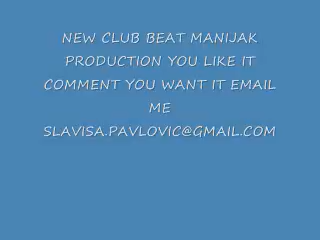 NEW CLUB BEAT MANIJAK
PRODUCTION YOU LIKE IT
COMMENT YOU WANT IT EMAIL
ME
SLAVISA.PAVLOVIC@GMAIL.COM